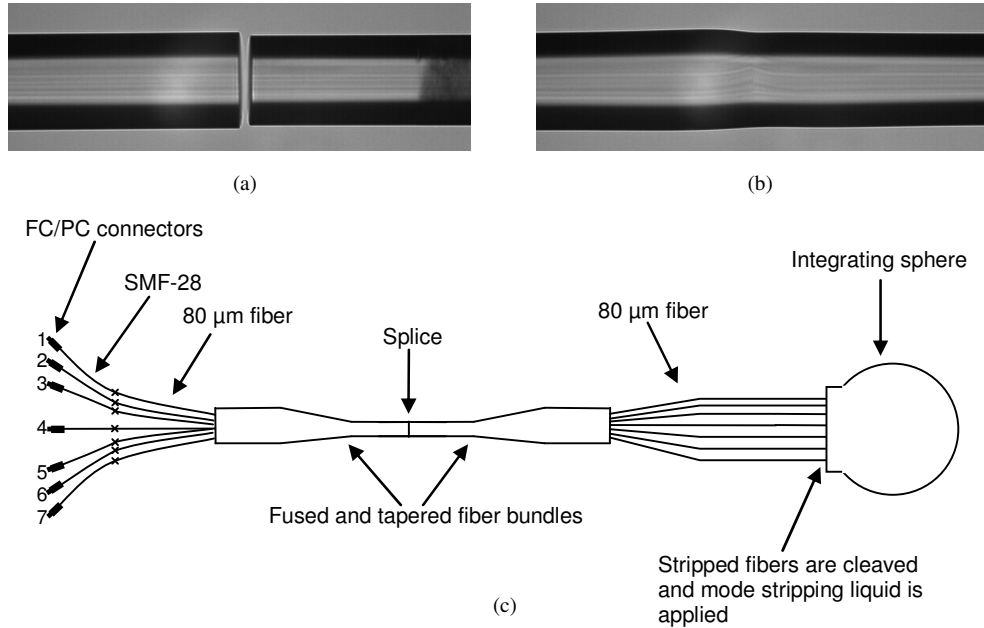 (a)
(b)
FC/PC connectors
SMF-28
80 µm fiber
Splice
80 µm fiber
Integrating sphere
1
2
3
4
5
6
7
Fused and tapered fiber bundles
Stripped fibers are cleaved
and mode stripping liquid is
applied
(c)